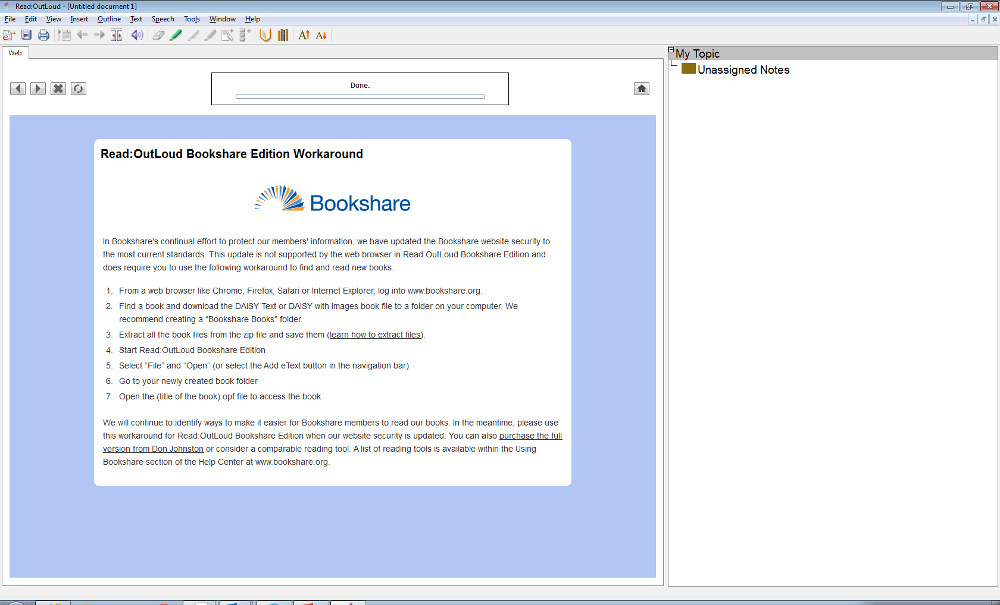 Read:OutLoud - [Untitled document 1]
File Edit View Insert Outline Text Speech Tools Window Help
Web
Done.
My Topic
Unassigned Notes
Read:OutLoud Bookshare Edition Workaround
Bookshare
In Bookshare's continual effort to protect our members' information, we have updated the Bookshare website security to
the most current standards. This update is not supported by the web browser in Read:OutLoud Bookshare Edition and
does require you to use the following workaround to find and read new books.
1. From a web browser like Chrome, Firefox, Safari or Internet Explorer, log into www.bookshare.org.
2. Find a book and download the DAISY Text or DAISY with Images book file to a folder on your computer. We
recommend creating a “Bookshare Books” folder.
3. Extract all the book files from the zip file and save them (learn how to extract files).
4. Start Read:OutLoud Bookshare Edition
5. Select “File” and “Open” (or select the Add eText button in the navigation bar)
6. Go to your newly created book folder
7. Open the (title of the book).opf file to access the book
We will continue to identify ways to make it easier for Bookshare members to read our books. In the meantime, please use
this workaround for Read:OutLoud Bookshare Edition when our website security is updated. You can also purchase the full
version from Don Johnston or consider a comparable reading tool. A list of reading tools is available within the Using
Bookshare section of the Help Center at www.bookshare.org.